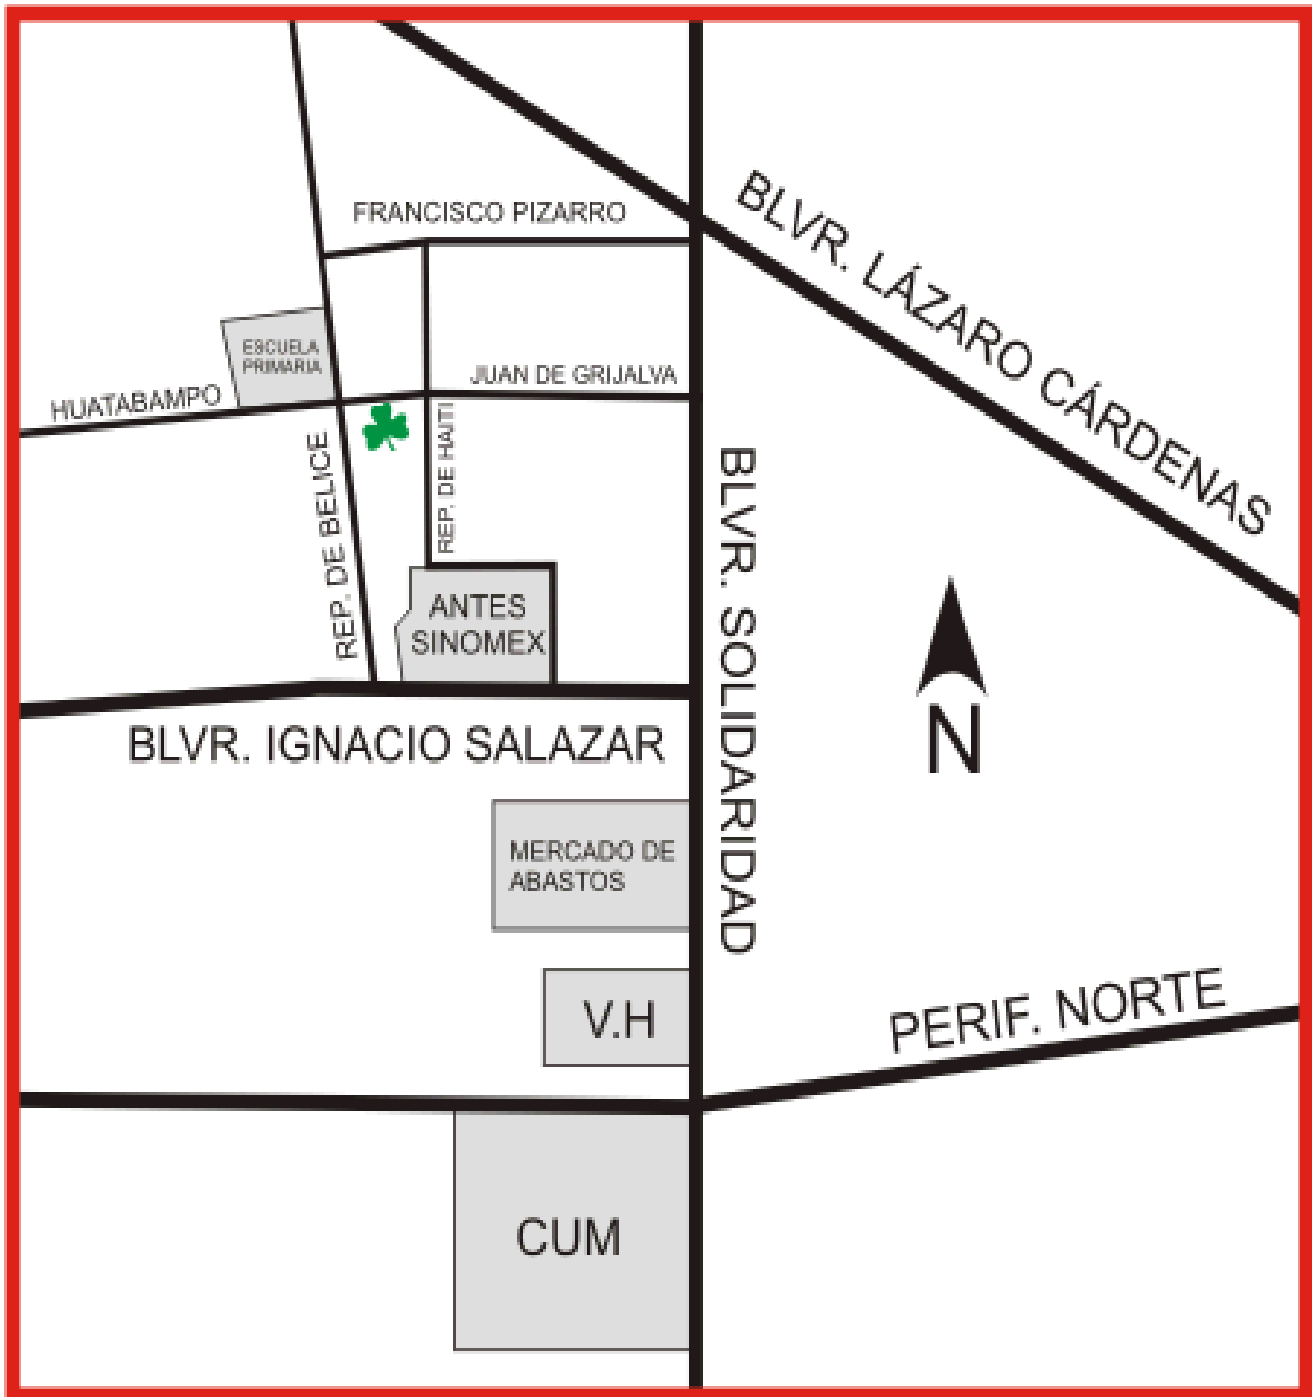 FRANCISCO PIZARRO
BLVR. LÁZARO CÁRDENAS
ESCUELA
PRIMARIA
JUAN DE GRIJALVA
HUATABAMPO
REP. DE HAITI
REP. DE BELICE
BLVR. SOLIDARIDAD
ANTES
SINOMEX
N
BLVR. IGNACIO SALAZAR
MERCADO DE
ABASTOS
V.H
PERIF. NORTE
CUM